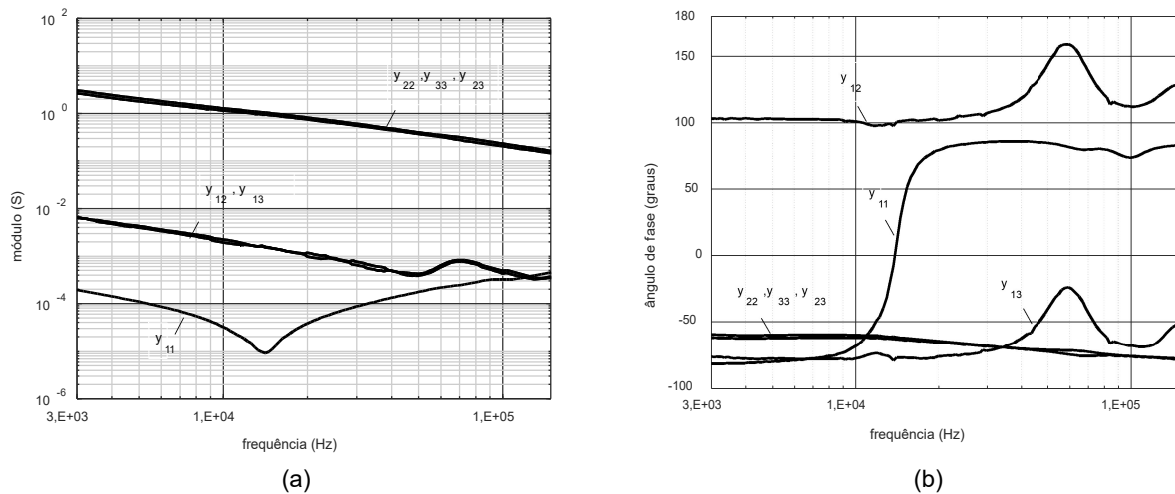 10 2
10 0
10 -2
10 -4
10 -6
módulo (S)
y 22 ,y 33 , y 23
y 12 , y 13
y 11
3,E+03
1,E+04
1,E+05
frequência (Hz)
(a)
180
150
100
50
0
-50
-100
ângulo de fase (graus)
y 12
y 11
y 22 ,y 33 , y 23
y 13
3,E+03
1,E+04
1,E+05
frequência (Hz)
(b)